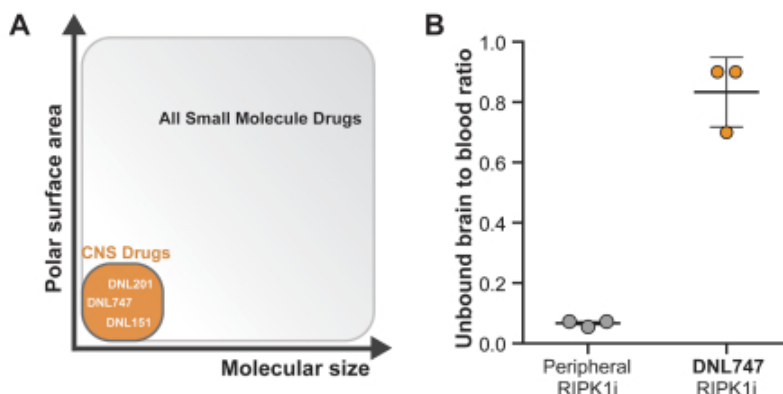 A
Polar surface area
All Small Molecule Drugs
CNS Drugs
DNL201
DNL747
DNL151
Molecular size
B
Unbound brain to blood ratio
1.0
0.8
0.6
0.4
0.2
0.0
Peripheral
RIPK1i
DNL747
RIPK1i